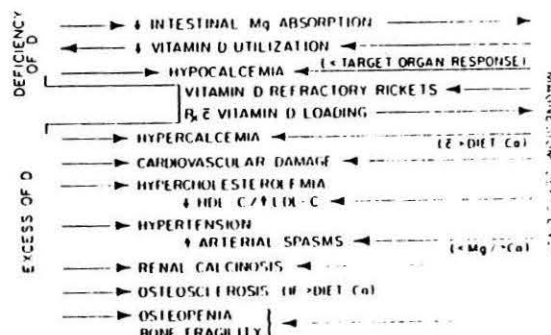 DEFICIENCY OF D
↓ INTESTINAL Mg ABSORPTION
↓ VITAMIN D UTILIZATION
HYPOCALCEMIA
(< TARGET ORGAN RESPONSE)
VITAMIN D REFRACTORY RICKETS
Rx c̄ VITAMIN D LOADING
EXCESS OF D
HYPERCALCEMIA
(c̄ >DIET Ca)
CARDIOVASCULAR DAMAGE
HYPERCHOLESTEROLEMIA
↓ HDL-C/↑LDL-C
HYPERTENSION
↑ ARTERIAL SPASMS
(<Mg/>Ca)
RENAL CALCINOSIS
OSTEOSCLEROSIS (IF >DIET Ca)
OSTEOPENIA
BONE FRAGILITY